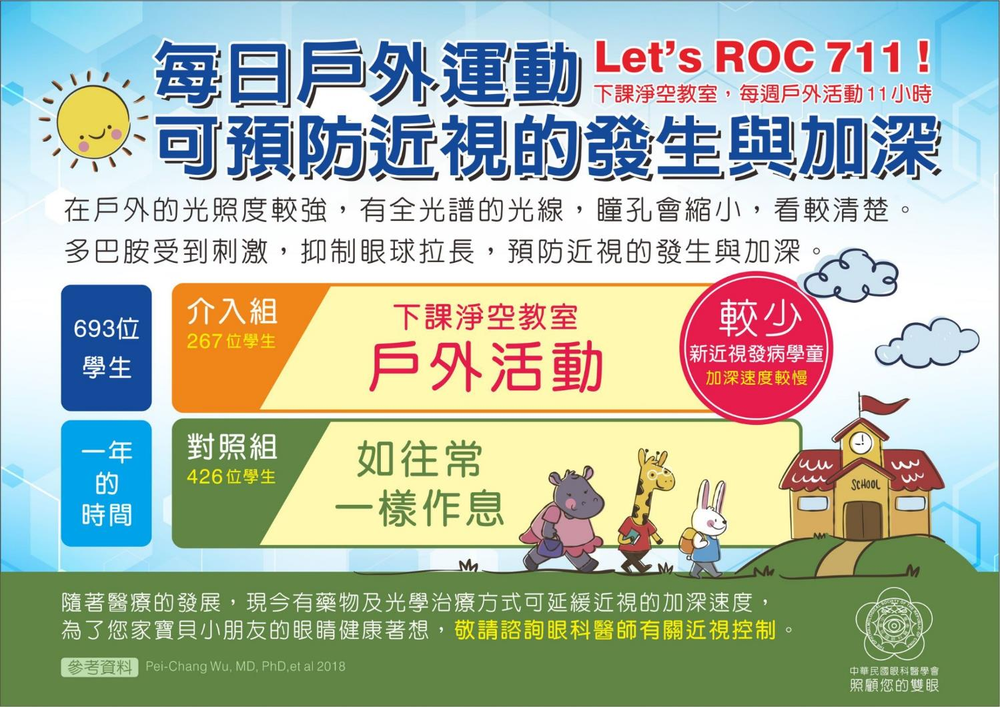 每日戶外運動
Let's ROC 711！
下課淨空教室，每週戶外活動11小時
可預防近視的發生與加深
在戶外的光照度較強，有全光譜的光線，瞳孔會縮小，看較清楚。
多巴胺受到刺激，抑制眼球拉長，預防近視的發生與加深。
693位
學生
介入組
267位學生
下課淨空教室
戶外活動
較少
新近視發病學童
加深速度較慢
一年
的
時間
對照組
426位學生
如往常
一樣作息
SCHOOL
隨著醫療的發展，現今有藥物及光學治療方式可延緩近視的加深速度，
為了您家寶貝小朋友的眼睛健康著想，敬請諮詢眼科醫師有關近視控制。
參考資料 Pei-Chang Wu, MD, PhD,et al 2018
THE OPHTHALMOLOGICAL SOCIETY OF THE REPUBLIC OF CHINA
中華民國眼科醫學會
照顧您的雙眼